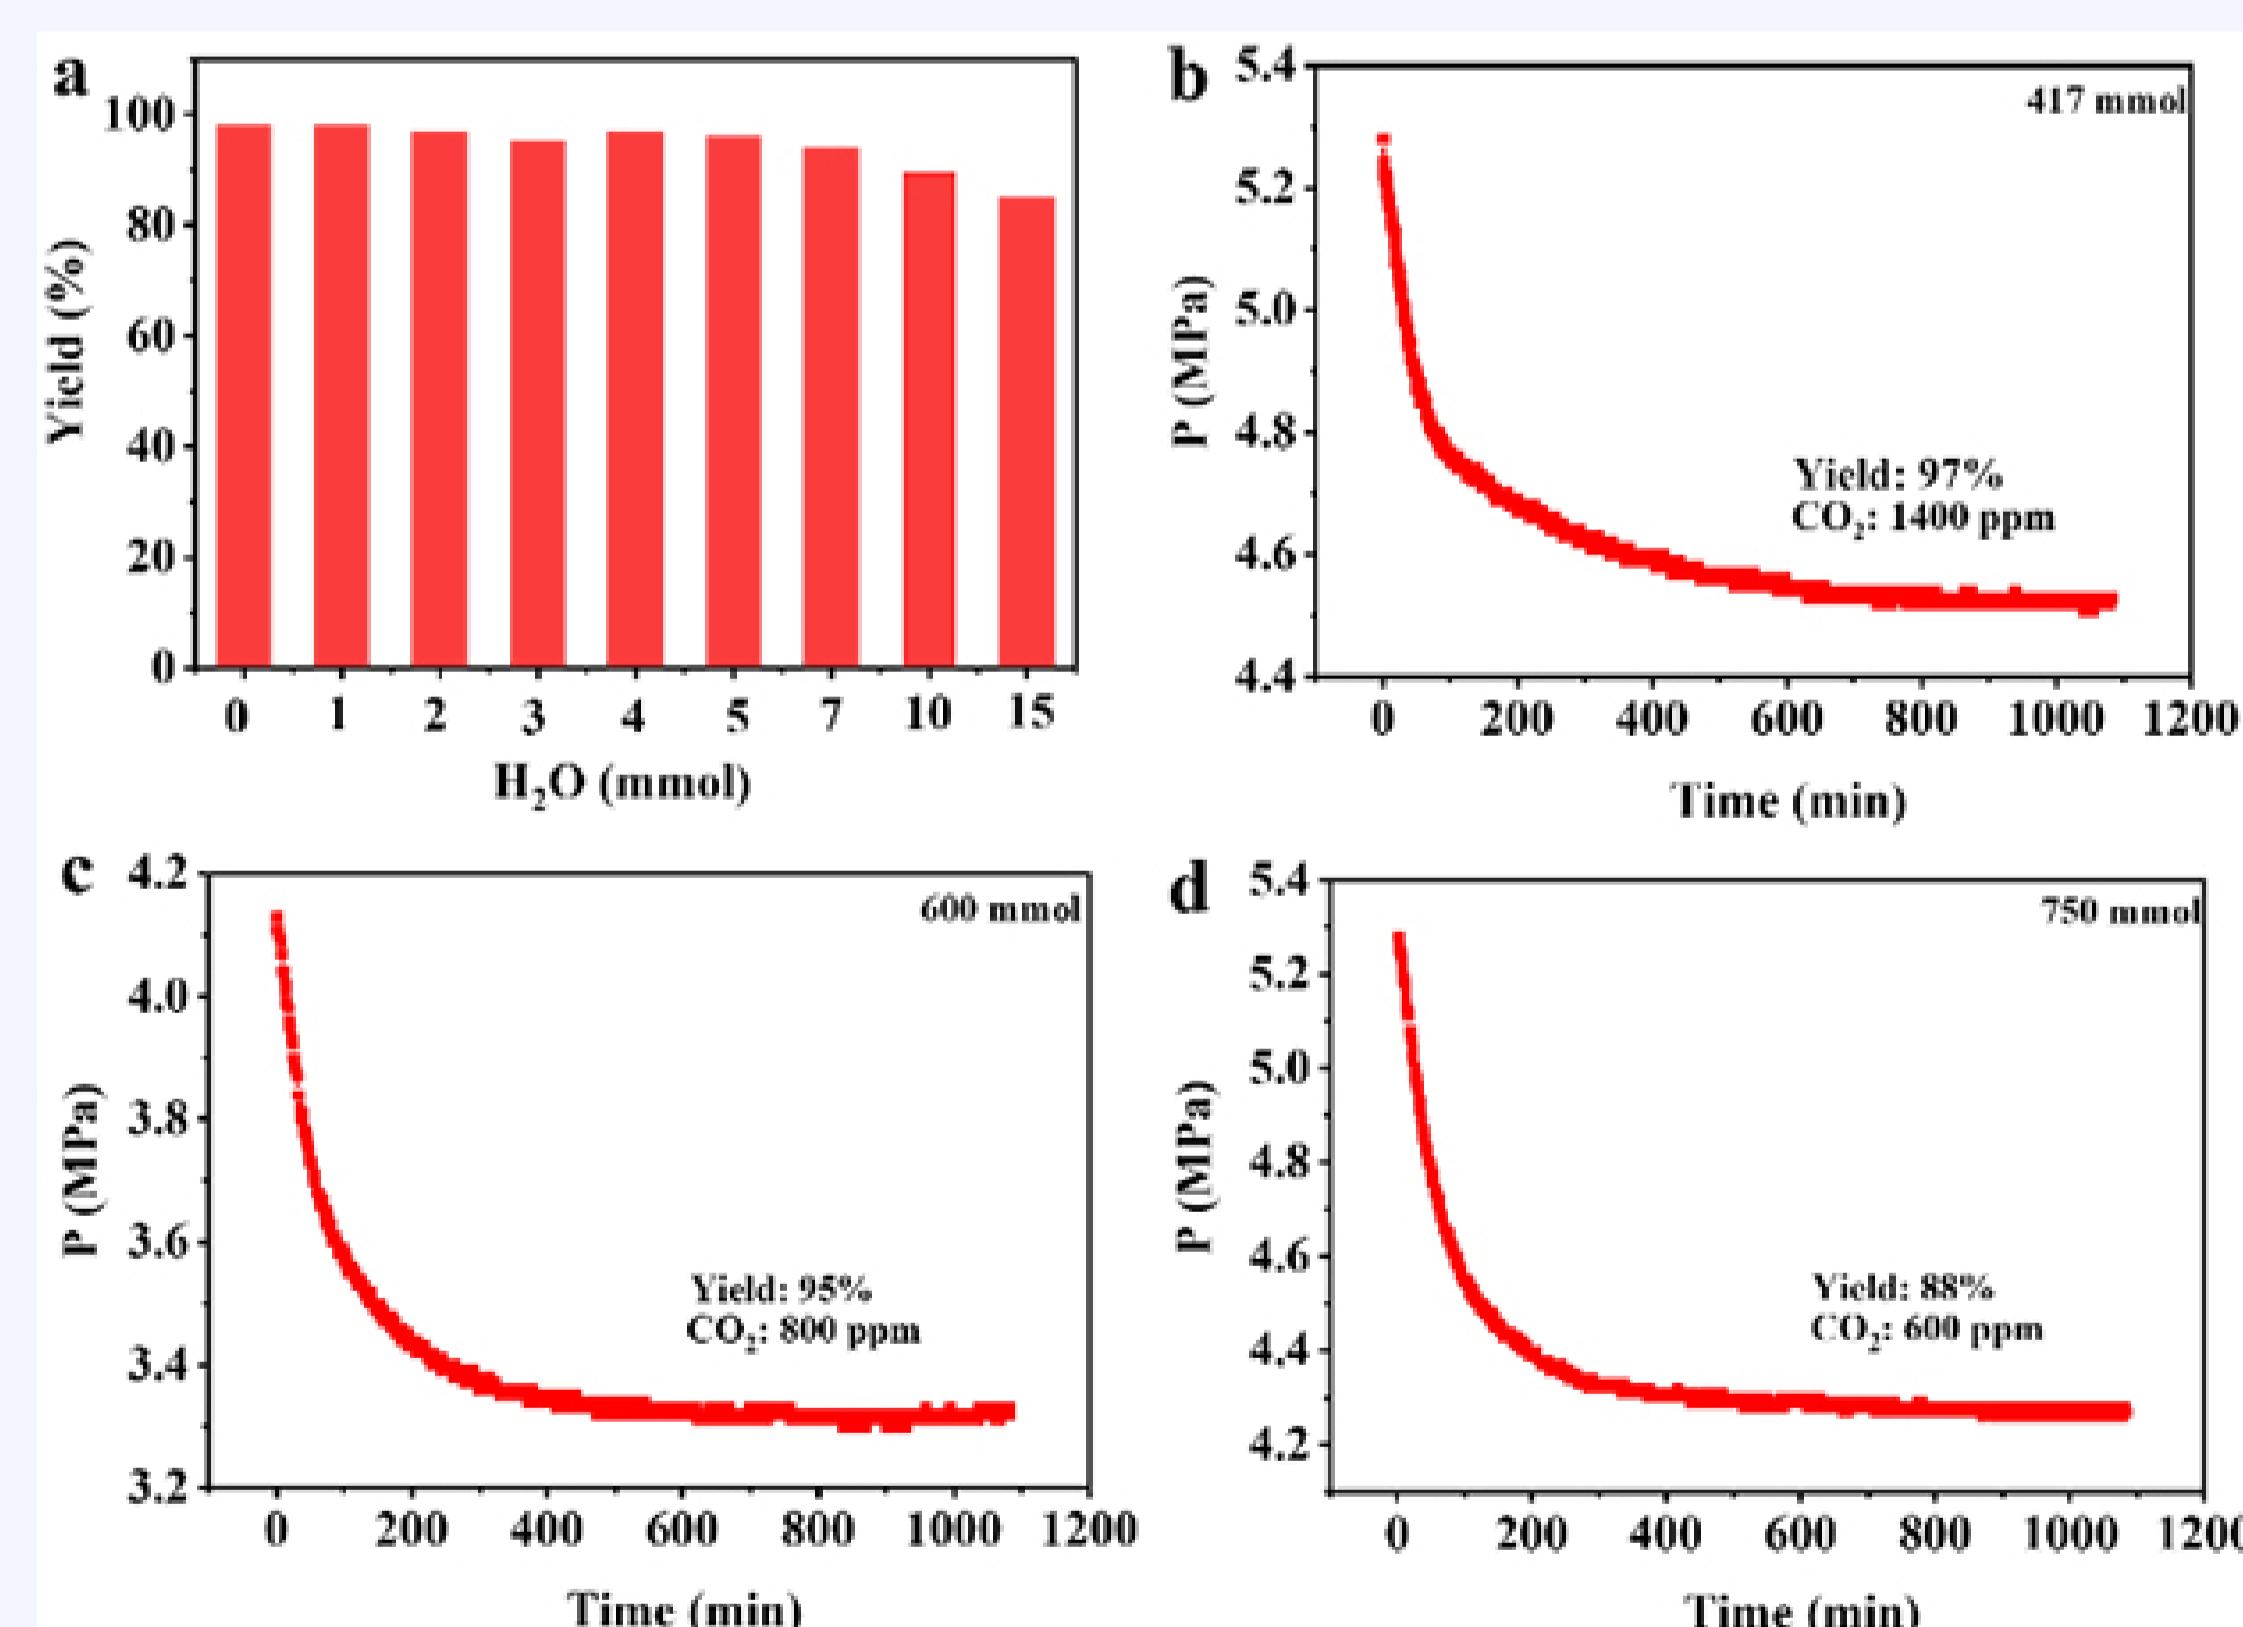 a
100
80
60
40
20
0
Yield (%)
0 1 2 3 4 5 7 10 15
H₂O (mmol)
b
417 mmol
5.4
5.2
5.0
4.8
4.6
4.4
P (MPa)
Yield: 97%
CO₂: 1400 ppm
0 200 400 600 800 1000 1200
Time (min)
c
600 mmol
4.2
4.0
3.8
3.6
3.4
3.2
P (MPa)
Yield: 95%
CO₂: 800 ppm
0 200 400 600 800 1000 1200
Time (min)
d
750 mmol
5.4
5.2
5.0
4.8
4.6
4.4
4.2
P (MPa)
Yield: 88%
CO₂: 600 ppm
0 200 400 600 800 1000 1200
Time (min)